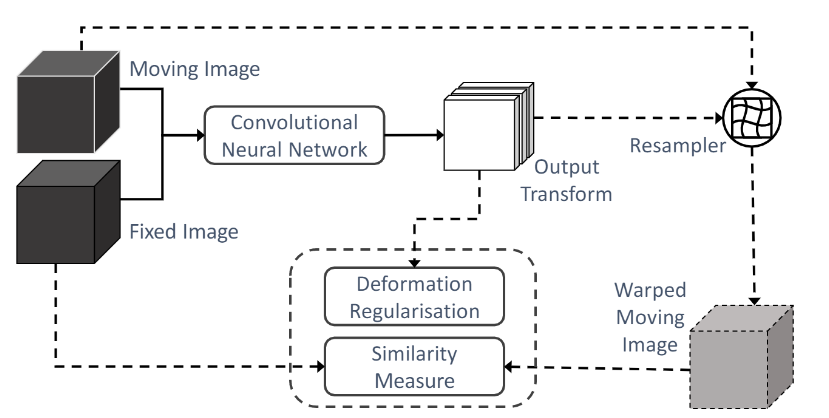 Moving Image
Convolutional
Neural Network
Resampler
Output
Transform
Fixed Image
Deformation
Regularisation
Warped
Moving
Image
Similarity
Measure